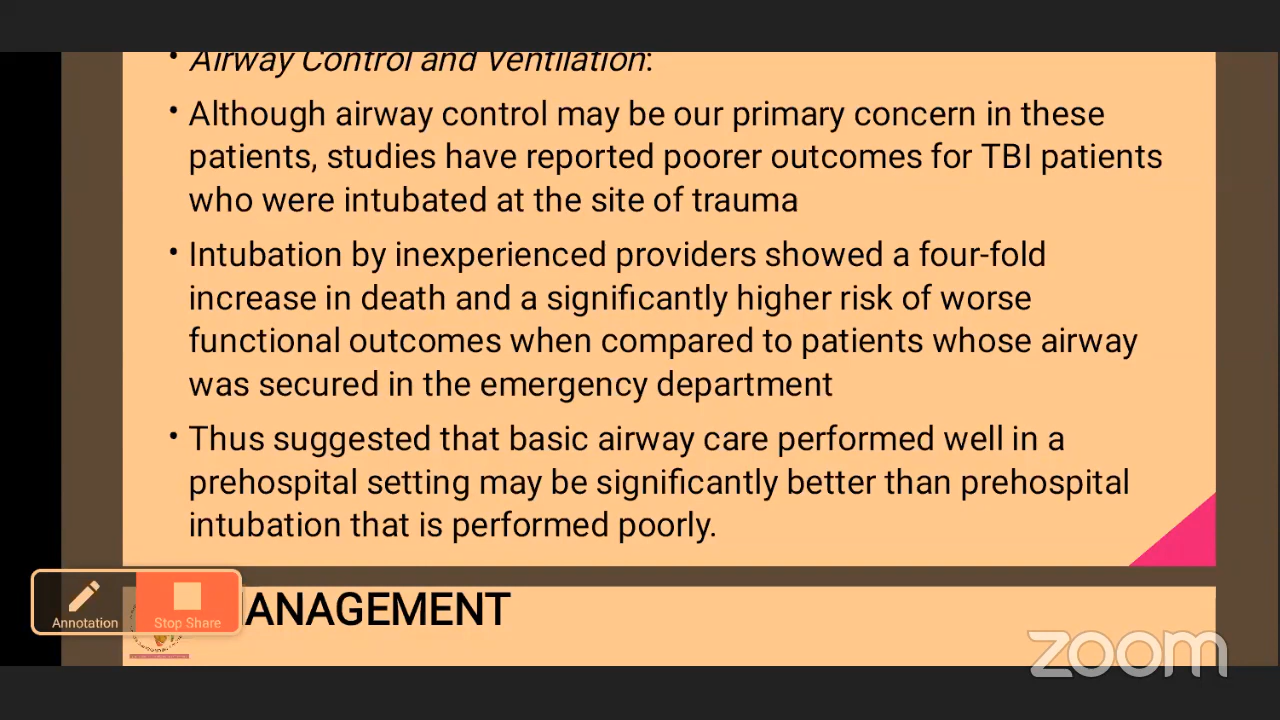 • Airway Control and Ventilation:
• Although airway control may be our primary concern in these
patients, studies have reported poorer outcomes for TBI patients
who were intubated at the site of trauma
• Intubation by inexperienced providers showed a four-fold
increase in death and a significantly higher risk of worse
functional outcomes when compared to patients whose airway
was secured in the emergency department
• Thus suggested that basic airway care performed well in a
prehospital setting may be significantly better than prehospital
intubation that is performed poorly.
ANAGEMENT
Annotation
Stop Share
zoom